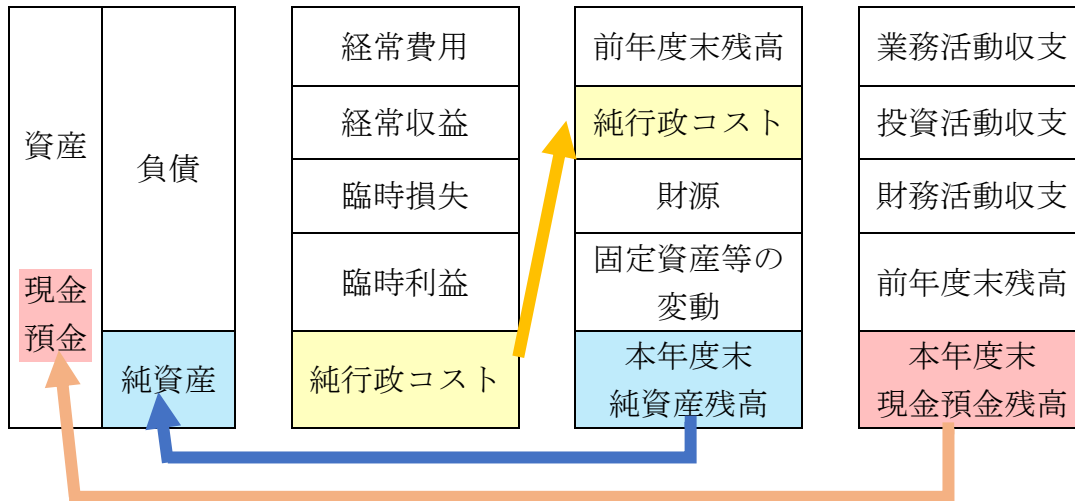 資産
現金
預金
負債
純資産
経常費用
経常収益
臨時損失
臨時利益
純行政コスト
前年度末残高
純行政コスト
財源
固定資産等の
変動
本年度末
純資産残高
業務活動収支
投資活動収支
財務活動収支
前年度末残高
本年度末
現金預金残高